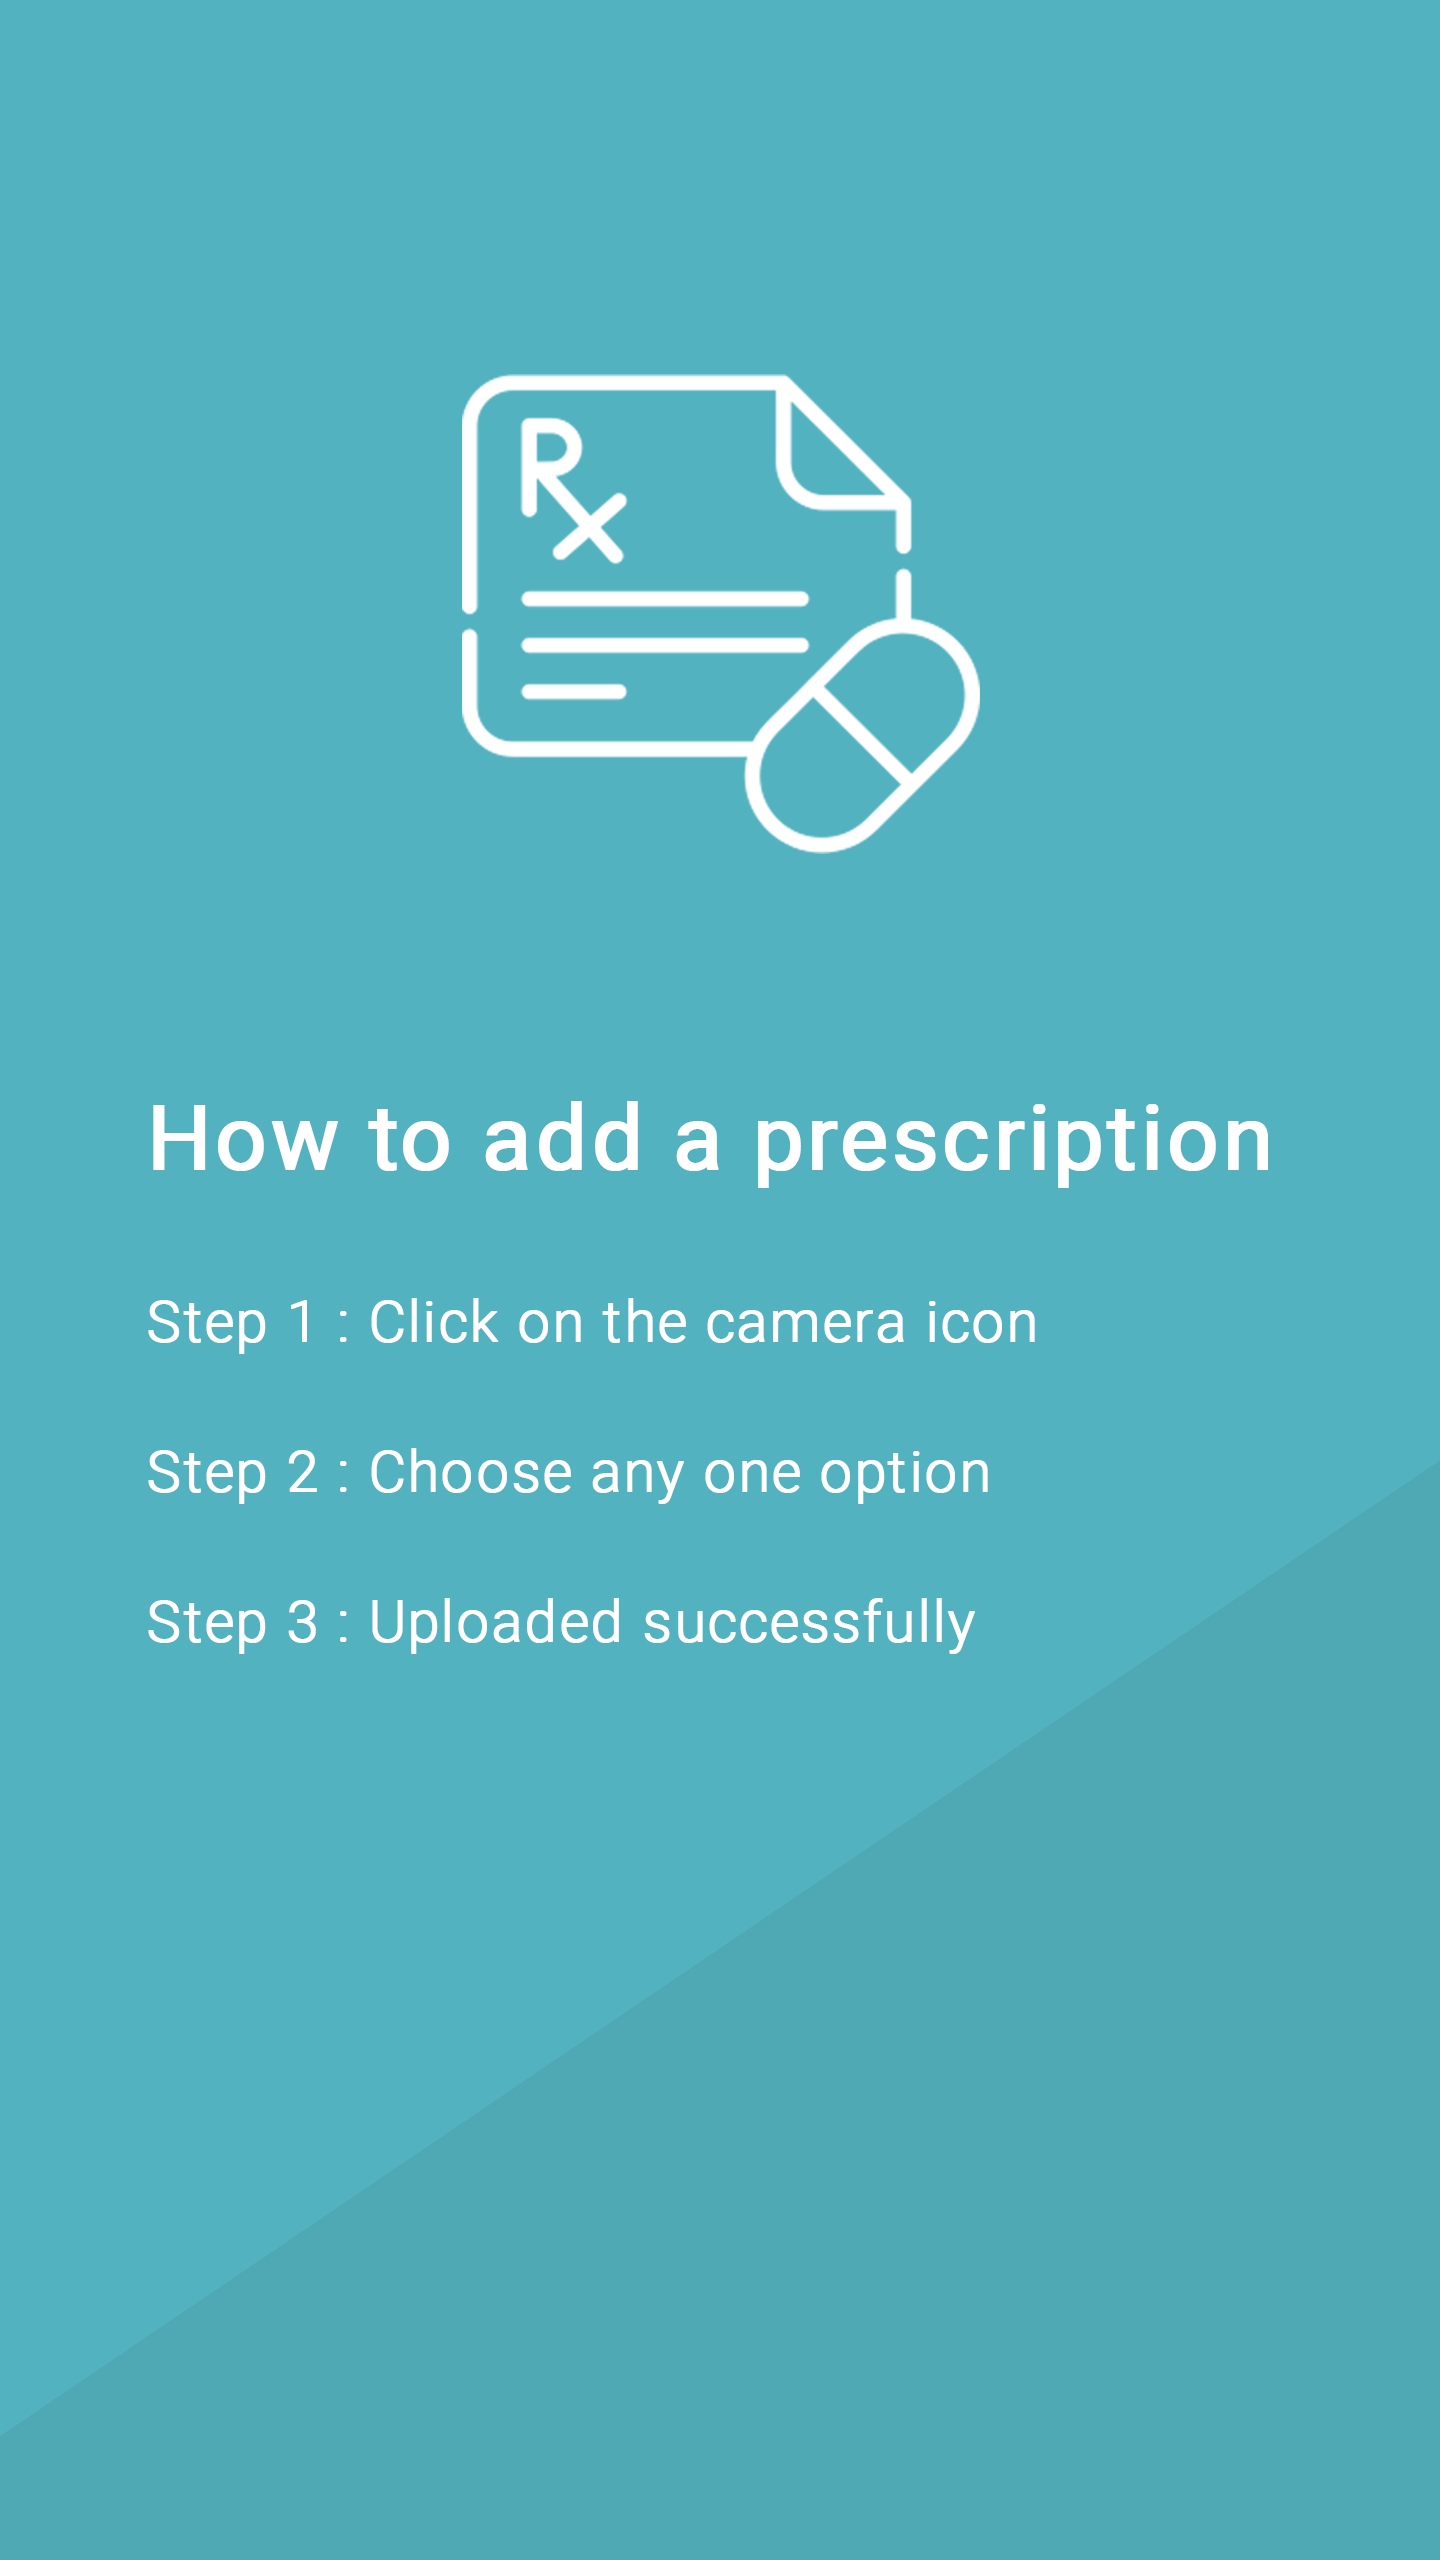 Rx
How to add a prescription
Step 1 : Click on the camera icon
Step 2 : Choose any one option
Step 3 : Uploaded successfully